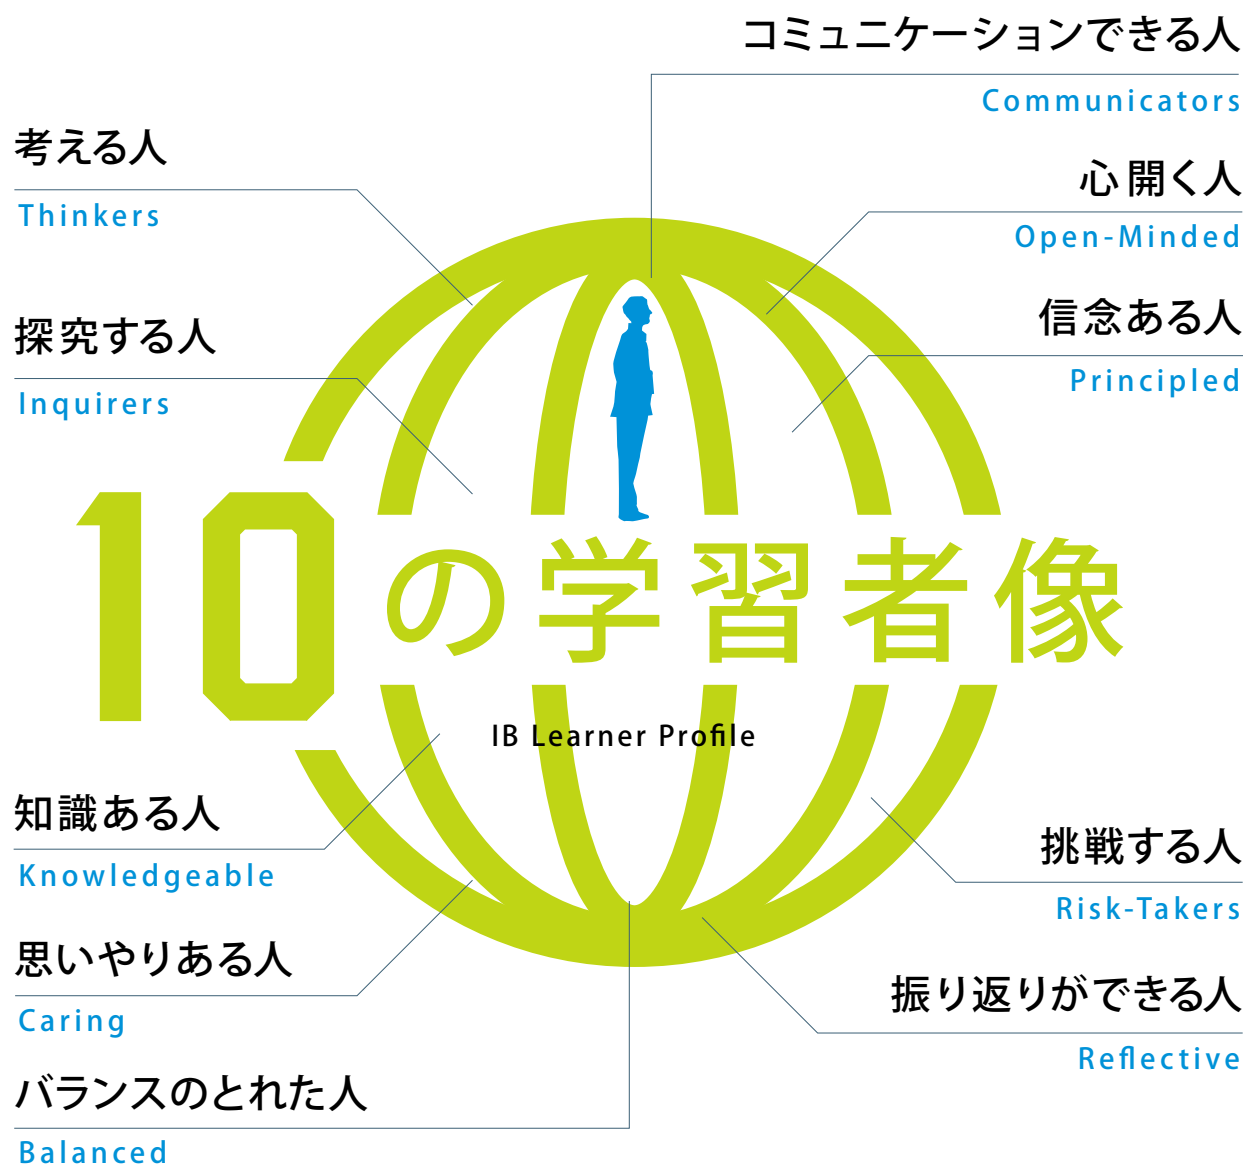 コミュニケーションできる人
Communicators
考える人
Thinkers
心開く人
Open-Minded
探究する人
Inquirers
信念ある人
Principled
10の学習者像
IB Learner Profile
知識ある人
Knowledgeable
挑戦する人
Risk-Takers
思いやりある人
Caring
振り返りができる人
Reflective
バランスのとれた人
Balanced